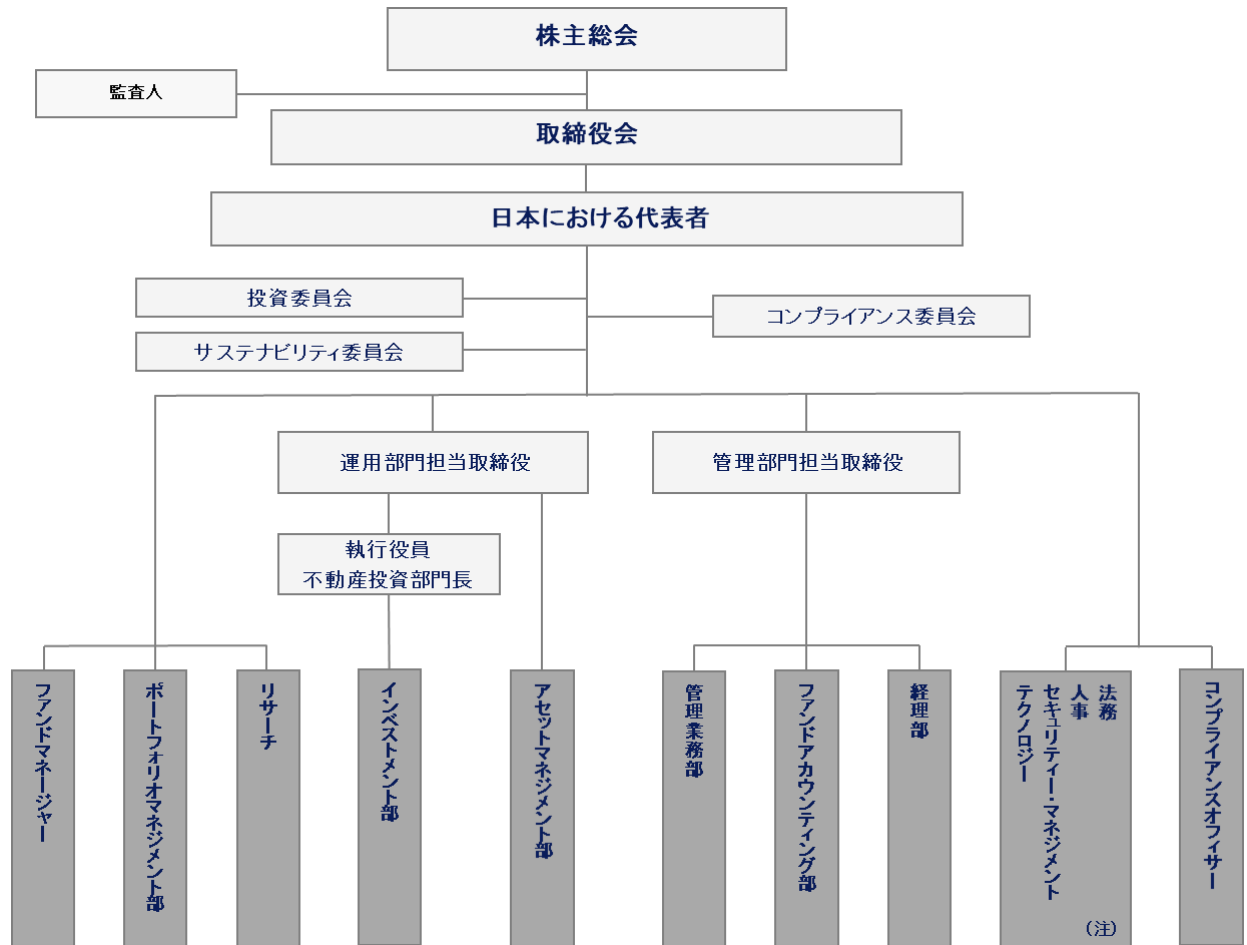 株主総会
監査人
取締役会
日本における代表者
投資委員会
コンプライアンス委員会
サステナビリティ委員会
運用部門担当取締役
管理部門担当取締役
執行役員
不動産投資部門長
ファンドマネージャー
ポートフォリオマネジメント部
リサーチ
インベストメント部
アセットマネジメント部
管理業務部
ファンドアカウンティング部
経理部
法務
人事
セキュリティー・マネジメント
テクノロジー
(注)
コンプライアンスオフィサー